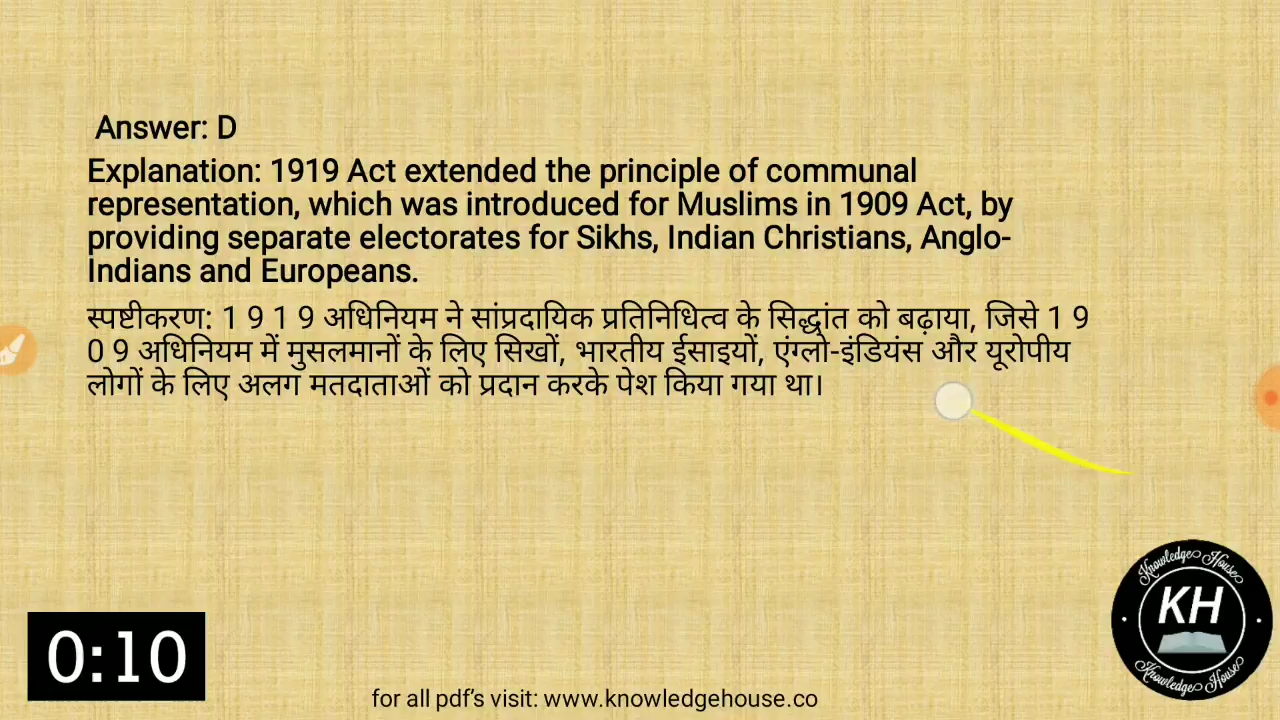 Answer: D
Explanation: 1919 Act extended the principle of communal
representation, which was introduced for Muslims in 1909 Act, by
providing separate electorates for Sikhs, Indian Christians, Anglo-
Indians and Europeans.
स्पष्टीकरण: 1 9 1 9 अधिनियम ने सांप्रदायिक प्रतिनिधित्व के सिद्धांत को बढ़ाया, जिसे 1 9
0 9 अधिनियम में मुसलमानों के लिए सिखों, भारतीय ईसाइयों, एंग्लो-इंडियंस और यूरोपीय
लोगों के लिए अलग मतदाताओं को प्रदान करके पेश किया गया था।
Knowledge House
KH
Knowledge House
0:10
for all pdf's visit: www.knowledgehouse.co